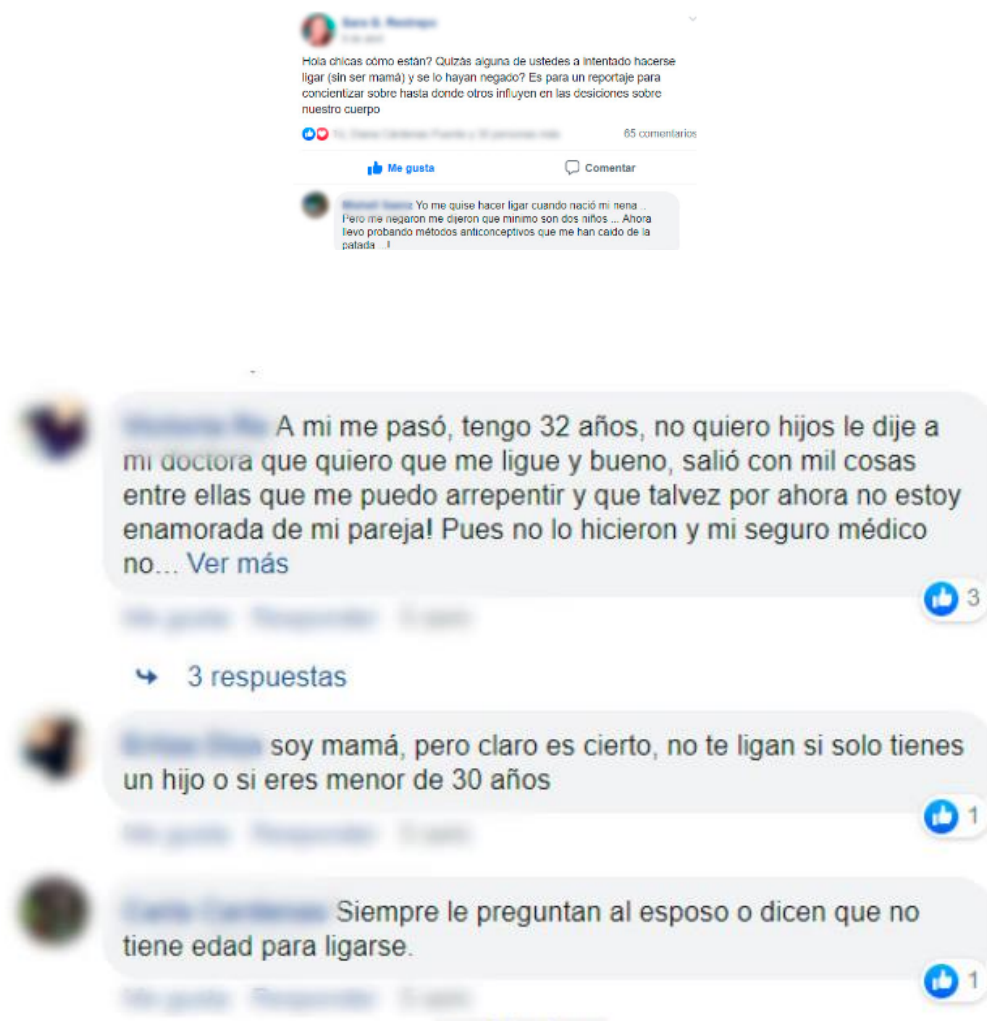 Hola chicas cómo están? Quizás alguna de ustedes a intentado hacerse
ligar (sin ser mamá) y se lo hayan negado? Es para un reportaje para
concientizar sobre hasta donde otros influyen en las desiciones sobre
nuestro cuerpo
65 comentarios
Me gusta
Comentar
Yo me quise hacer ligar cuando nació mi nena ..
Pero me negaron me dijeron que minimo son dos niños ... Ahora
llevo probando métodos anticonceptivos que me han caido de la
patada ...!
A mi me pasó, tengo 32 años, no quiero hijos le dije a
mi doctora que quiero que me ligue y bueno, salió con mil cosas
entre ellas que me puedo arrepentir y que talvez por ahora no estoy
enamorada de mi pareja! Pues no lo hicieron y mi seguro médico
no... Ver más
3
3 respuestas
soy mamá, pero claro es cierto, no te ligan si solo tienes
un hijo o si eres menor de 30 años
1
Siempre le preguntan al esposo o dicen que no
tiene edad para ligarse.
1